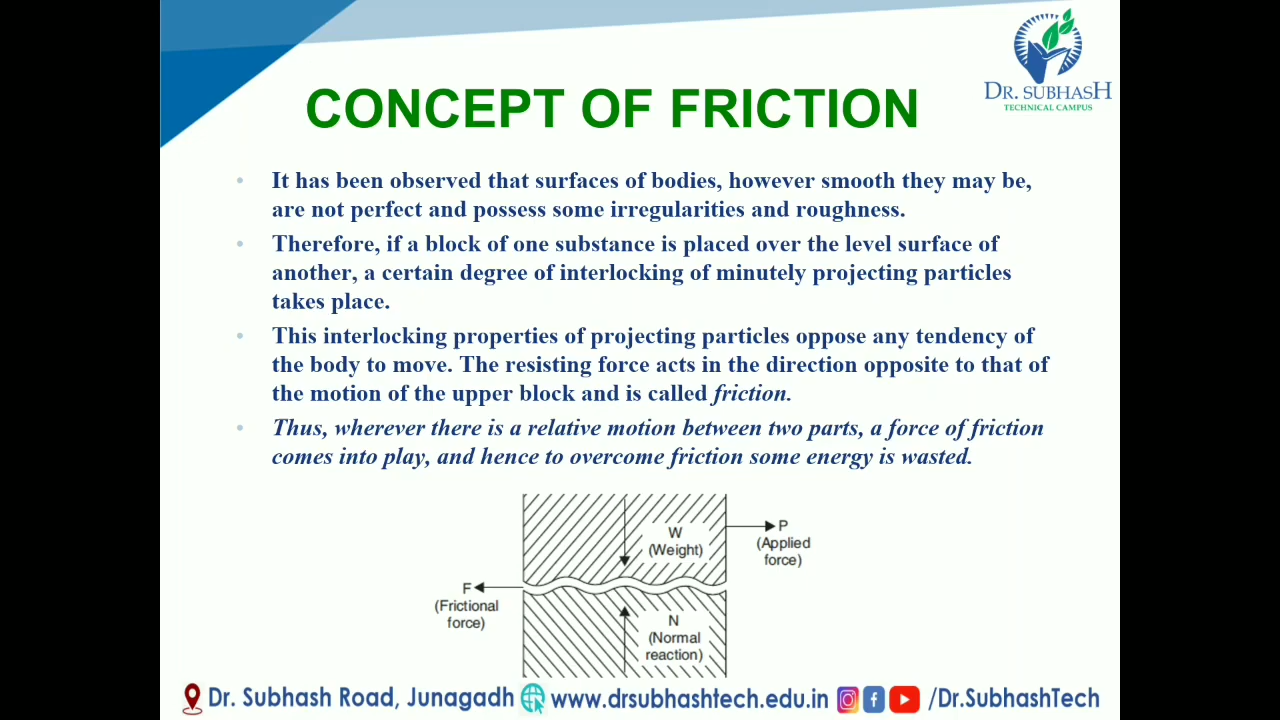 DR. SUBHASH
TECHNICAL CAMPUS
CONCEPT OF FRICTION
• It has been observed that surfaces of bodies, however smooth they may be,
are not perfect and possess some irregularities and roughness.
• Therefore, if a block of one substance is placed over the level surface of
another, a certain degree of interlocking of minutely projecting particles
takes place.
• This interlocking properties of projecting particles oppose any tendency of
the body to move. The resisting force acts in the direction opposite to that of
the motion of the upper block and is called friction.
• Thus, wherever there is a relative motion between two parts, a force of friction
comes into play, and hence to overcome friction some energy is wasted.
W
(Weight)
P
(Applied
force)
F
(Frictional
force)
N
(Normal
reaction)
Dr. Subhash Road, Junagadh www.drsubhashtech.edu.in /Dr.SubhashTech